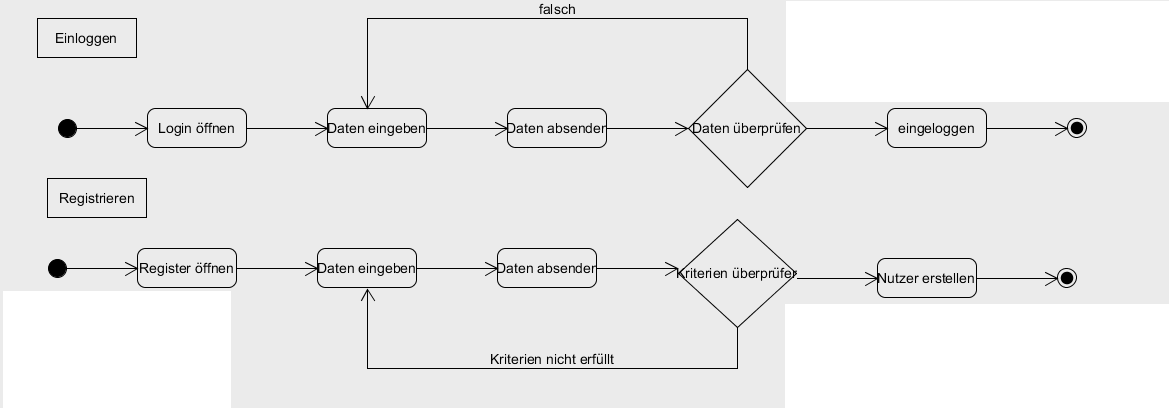 falsch
Einloggen
Login öffnen
Daten eingeben
Daten absender
Daten überprüfen
eingeloggen
Registrieren
Register öffnen
Daten eingeben
Daten absender
Kriterien überprüfer
Nutzer erstellen
Kriterien nicht erfüllt